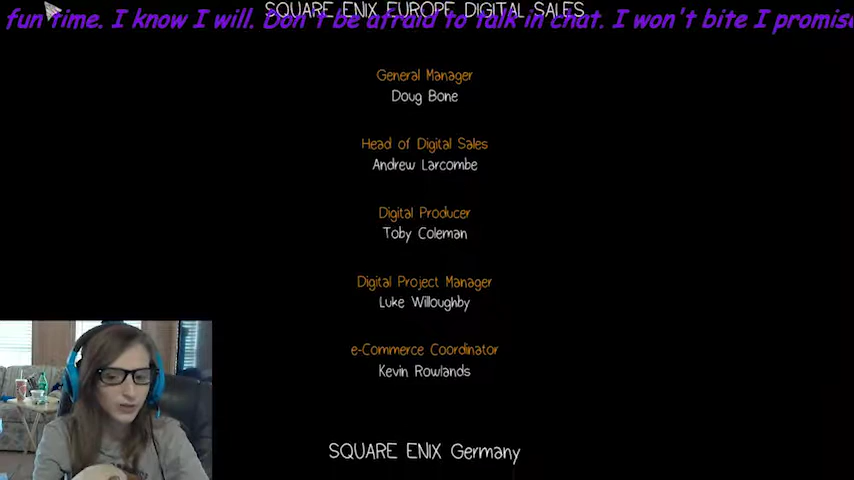 SQUARE ENIX EUROPE DIGITAL SALES
fun time. I know I will. Don't be afraid to talk in chat. I won't bite I promise
General Manager
Doug Bone
Head of Digital Sales
Andrew Larcombe
Digital Producer
Toby Coleman
Digital Project Manager
Luke Willoughby
e-Commerce Coordinator
Kevin Rowlands
SQUARE ENIX Germany